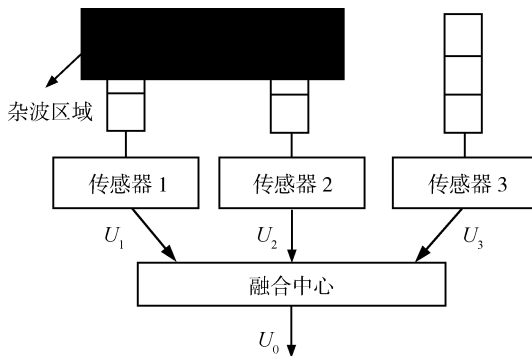 杂波区域
传感器 1
传感器 2
传感器 3
U₁
U₂
U₃
融合中心
U₀